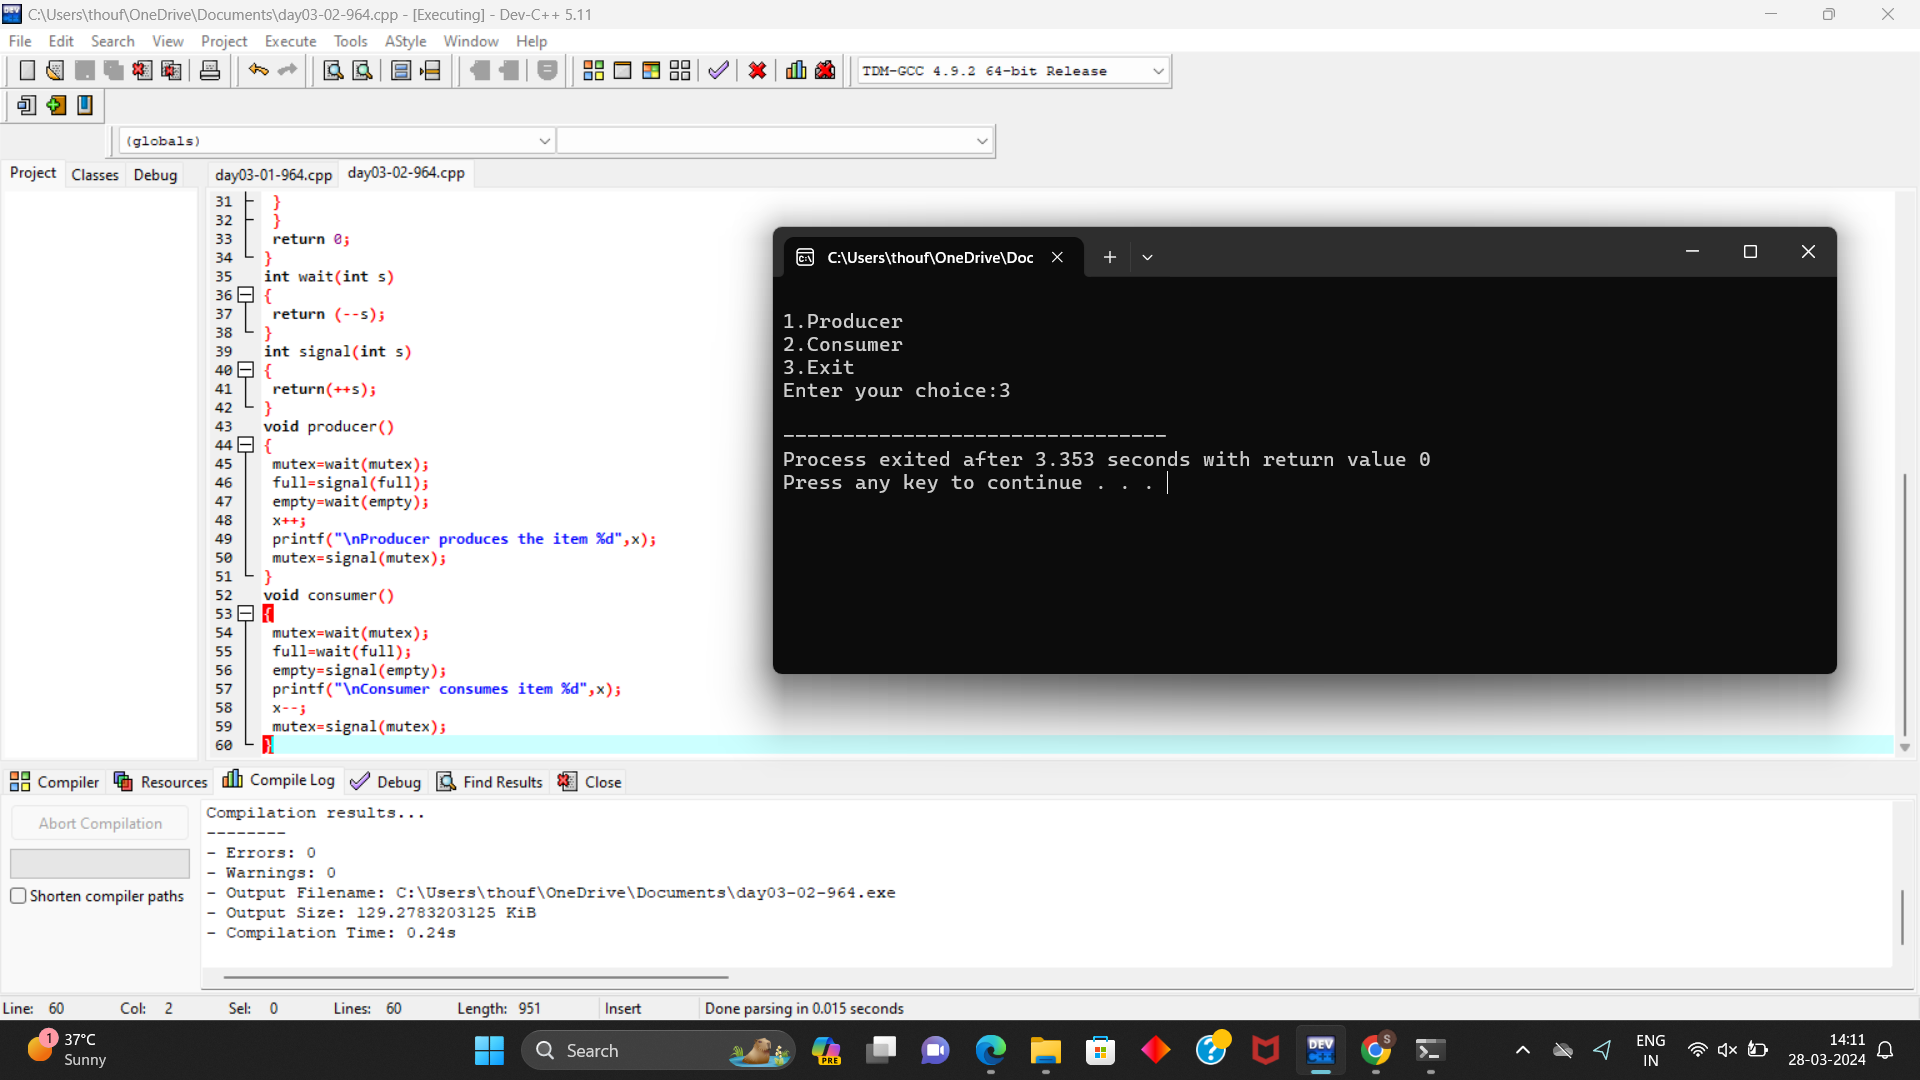 C:\Users\thouf\OneDrive\Documents\day03-02-964.cpp - [Executing] - Dev-C++ 5.11
File Edit Search View Project Execute Tools AStyle Window Help
TDM-GCC 4.9.2 64-bit Release
(globals)
Project Classes Debug day03-01-964.cpp day03-02-964.cpp
31 }
32 }
33 return 0;
34 }
35 int wait(int s)
36 {
37 return (--s);
38 }
39 int signal(int s)
40 {
41 return(++s);
42 }
43 void producer()
44 {
45 mutex=wait(mutex);
46 full=signal(full);
47 empty=wait(empty);
48 x++;
49 printf("\nProducer produces the item %d",x);
50 mutex=signal(mutex);
51 }
52 void consumer()
53 {
54 mutex=wait(mutex);
55 full=wait(full);
56 empty=signal(empty);
57 printf("\nConsumer consumes item %d",x);
58 x--;
59 mutex=signal(mutex);
60 }
C:\Users\thouf\OneDrive\Doc
1.Producer
2.Consumer
3.Exit
Enter your choice:3
--------------------------------
Process exited after 3.353 seconds with return value 0
Press any key to continue . . .
Compiler Resources Compile Log Debug Find Results Close
Abort Compilation
Shorten compiler paths
Compilation results...
--------
- Errors: 0
- Warnings: 0
- Output Filename: C:\Users\thouf\OneDrive\Documents\day03-02-964.exe
- Output Size: 129.2783203125 KiB
- Compilation Time: 0.24s
Line: 60 Col: 2 Sel: 0 Lines: 60 Length: 951 Insert Done parsing in 0.015 seconds
1
37°C
Sunny
Search
PRE
DEV
C++
S
ENG
IN
14:11
28-03-2024